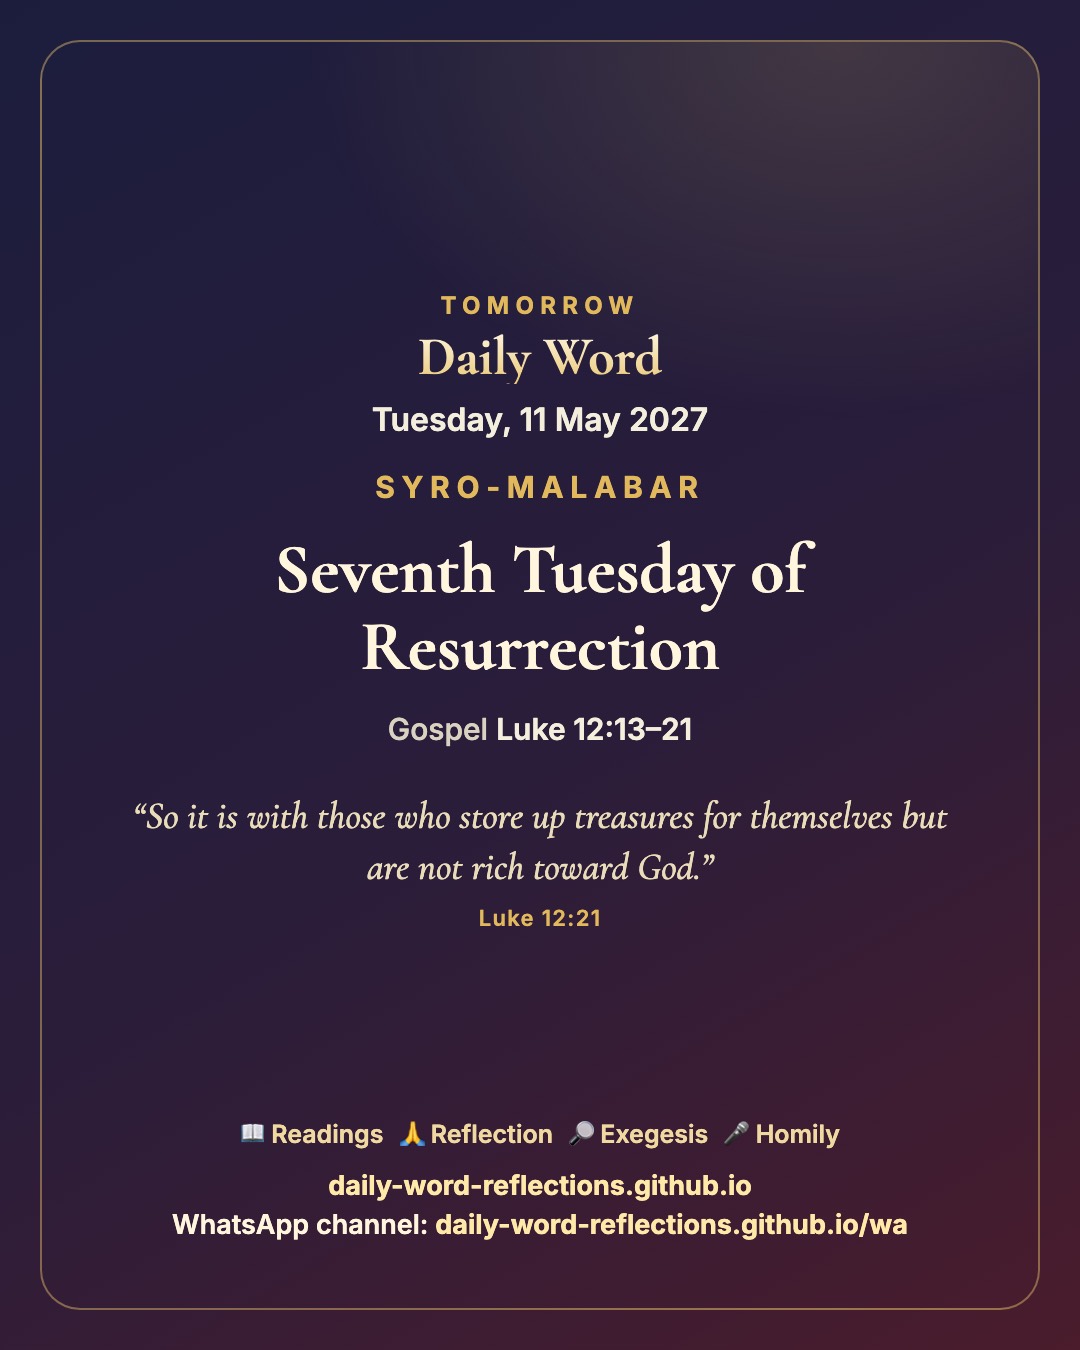 TOMORROW
Daily Word
Tuesday, 11 May 2027
SYRO-MALABAR
Seventh Tuesday of
Resurrection
Gospel Luke 12:13–21
“So it is with those who store up treasures for themselves but
are not rich toward God.”
Luke 12:21
📖 Readings 🙏 Reflection 🔎 Exegesis 🎤 Homily
daily-word-reflections.github.io
WhatsApp channel: daily-word-reflections.github.io/wa